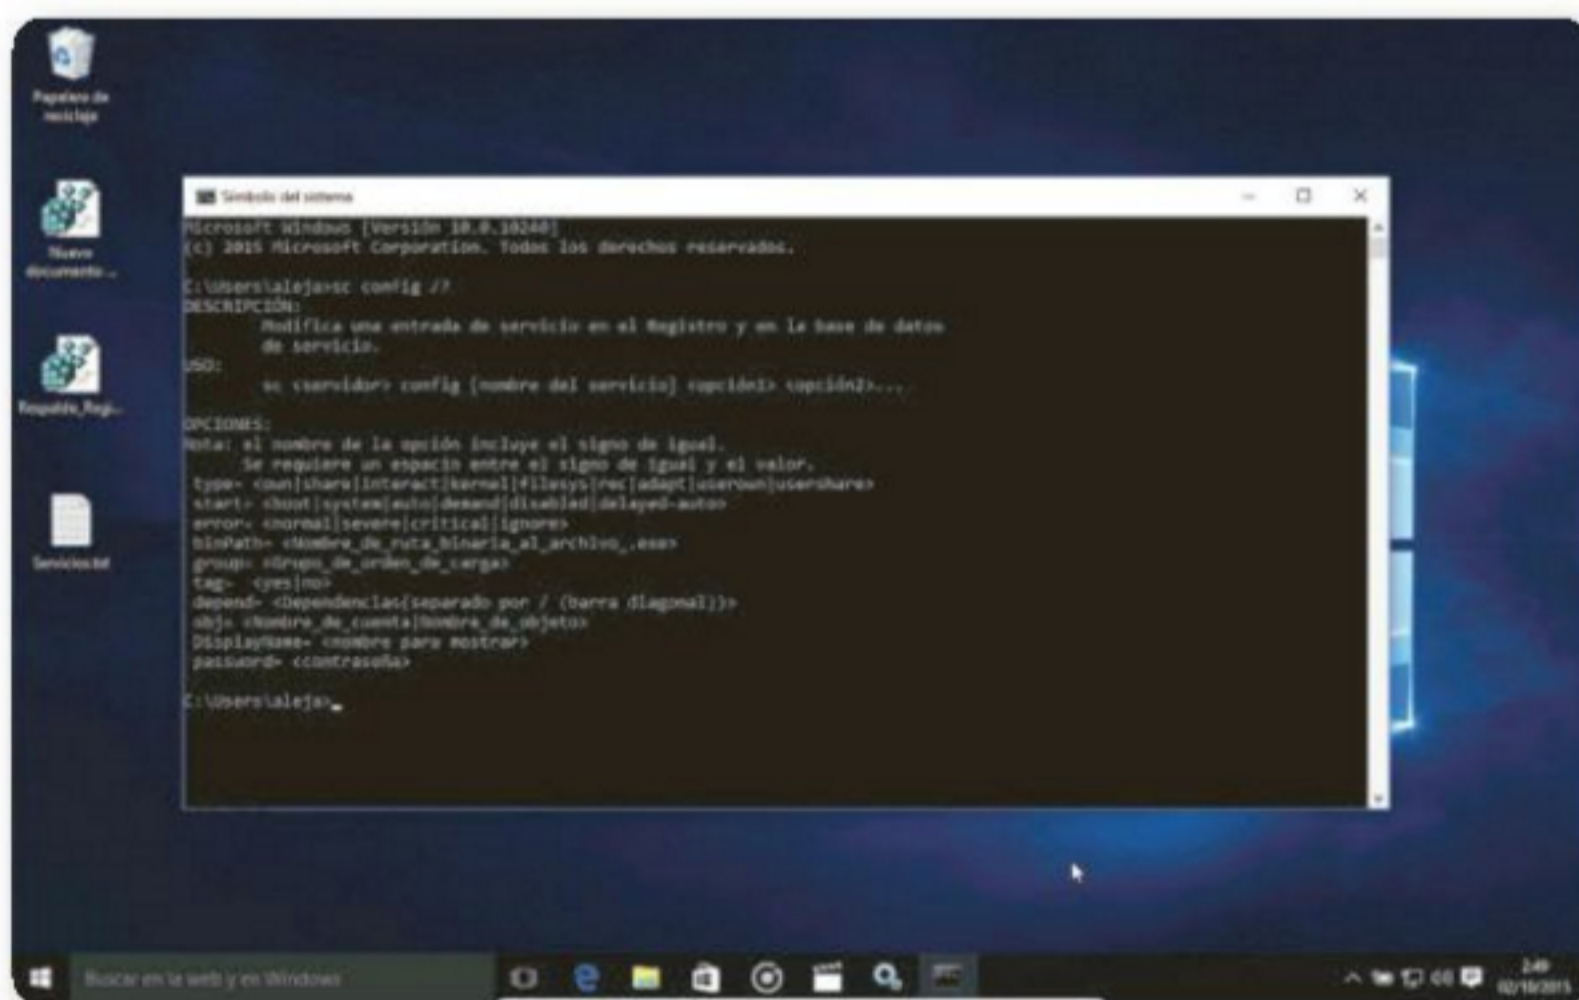 Papelera de
reciclaje
Nuevo
documento ...
Respaldo_Regi...
Servicios.txt
Símbolo del sistema
Microsoft Windows [Versión 10.0.10240]
(c) 2015 Microsoft Corporation. Todos los derechos reservados.
C:\Users\aleja>sc config /?
DESCRIPCIÓN:
Modifica una entrada de servicio en el Registro y en la base de datos
de servicio.
USO:
sc <servidor> config [nombre del servicio] <opción1> <opción2>...
OPCIONES:
Nota: el nombre de la opción incluye el signo de igual.
Se requiere un espacio entre el signo de igual y el valor.
type= <own|share|interact|kernel|filesys|rec|adapt|userown|usershare>
start= <boot|system|auto|demand|disabled|delayed-auto>
error= <normal|severe|critical|ignore>
binPath= <Nombre_de_ruta_binaria_al_archivo_.exe>
group= <Grupo_de_orden_de_carga>
tag= <yes|no>
depend= <Dependencias(separado por / (barra diagonal))>
obj= <Nombre_de_cuenta|Nombre_de_objeto>
DisplayName= <nombre para mostrar>
password= <contraseña>
C:\Users\aleja>
Buscar en la web y en Windows
2:49
02/10/2015